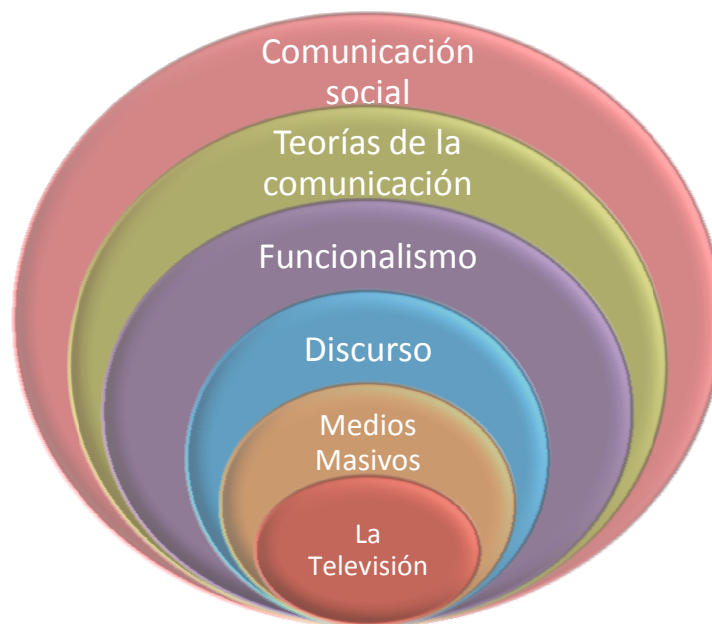 Comunicación
social
Teorías de la
comunicación
Funcionalismo
Discurso
Medios
Masivos
La
Televisión